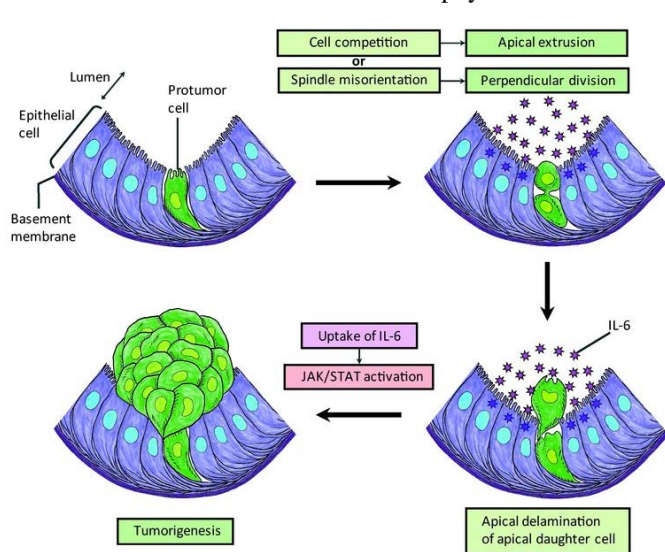 Cell competition
Apical extrusion
or
Spindle misorientation
Perpendicular division
Lumen
Protumor
cell
Epithelial
cell
Basement
membrane
Uptake of IL-6
JAK/STAT activation
IL-6
Tumorigenesis
Apical delamination
of apical daughter cell